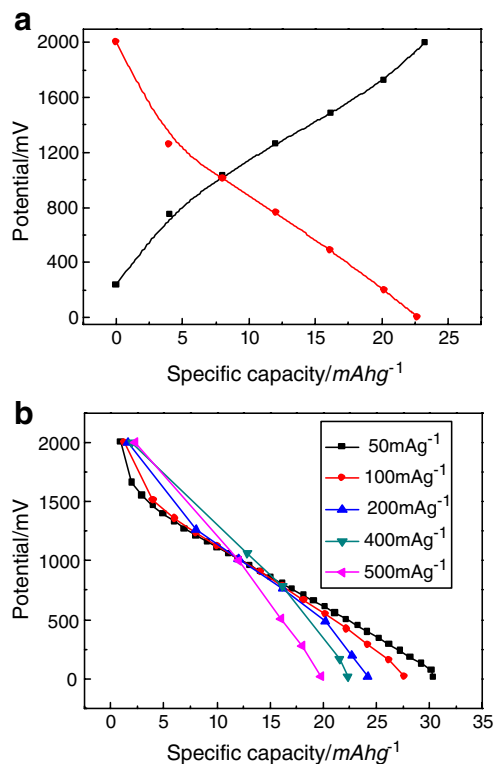 a
2000
1600
1200
800
400
0
Potential/mV
0 5 10 15 20 25
Specific capacity/mAhg⁻¹
b
2000
1500
1000
500
0
Potential/mV
50mAg⁻¹
100mAg⁻¹
200mAg⁻¹
400mAg⁻¹
500mAg⁻¹
0 5 10 15 20 25 30 35
Specific capacity/mAhg⁻¹